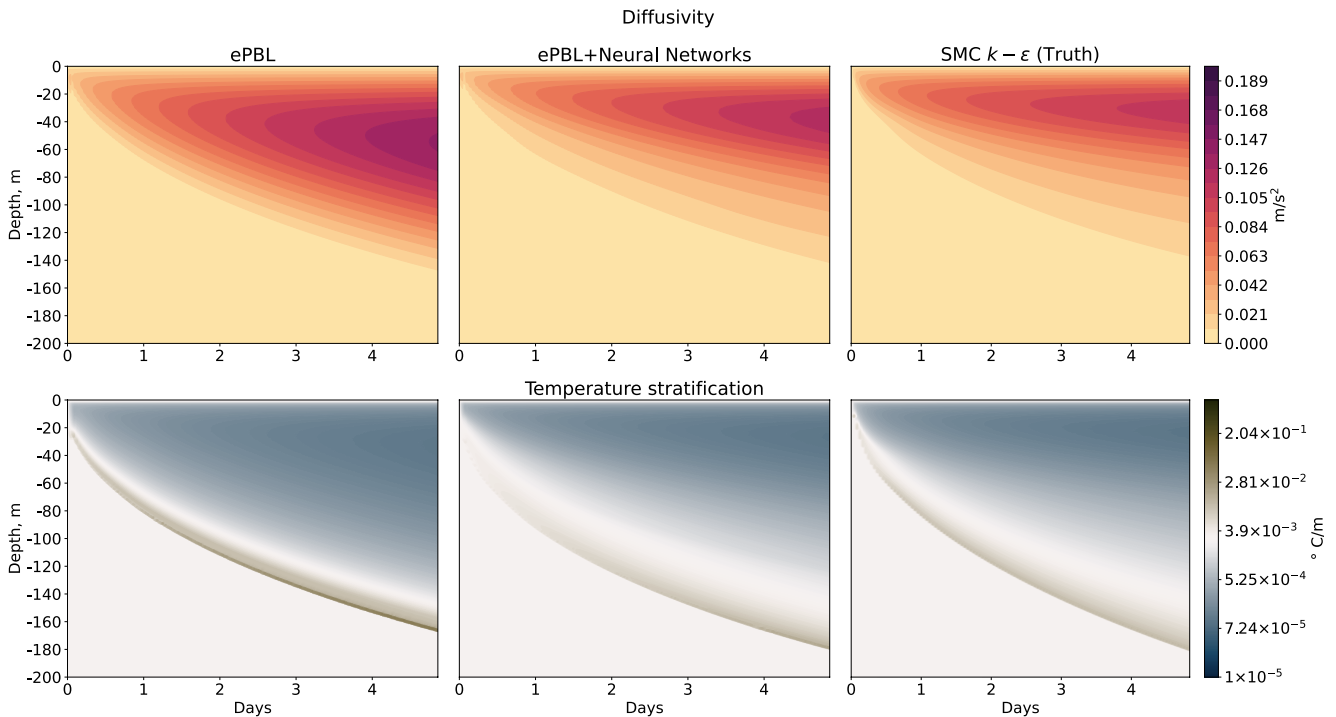 Diffusivity
ePBL
ePBL+Neural Networks
SMC k − ε (Truth)
Depth, m
0
-20
-40
-60
-80
-100
-120
-140
-160
-180
-200
0 1 2 3 4
0 1 2 3 4
0 1 2 3 4
0.189
0.168
0.147
0.126
0.105
0.084
0.063
0.042
0.021
0.000
m/s²
Temperature stratification
Depth, m
0
-20
-40
-60
-80
-100
-120
-140
-160
-180
-200
0 1 2 3 4
Days
0 1 2 3 4
Days
0 1 2 3 4
Days
2.04×10⁻¹
2.81×10⁻²
3.9×10⁻³
5.25×10⁻⁴
7.24×10⁻⁵
1×10⁻⁵
° C/m